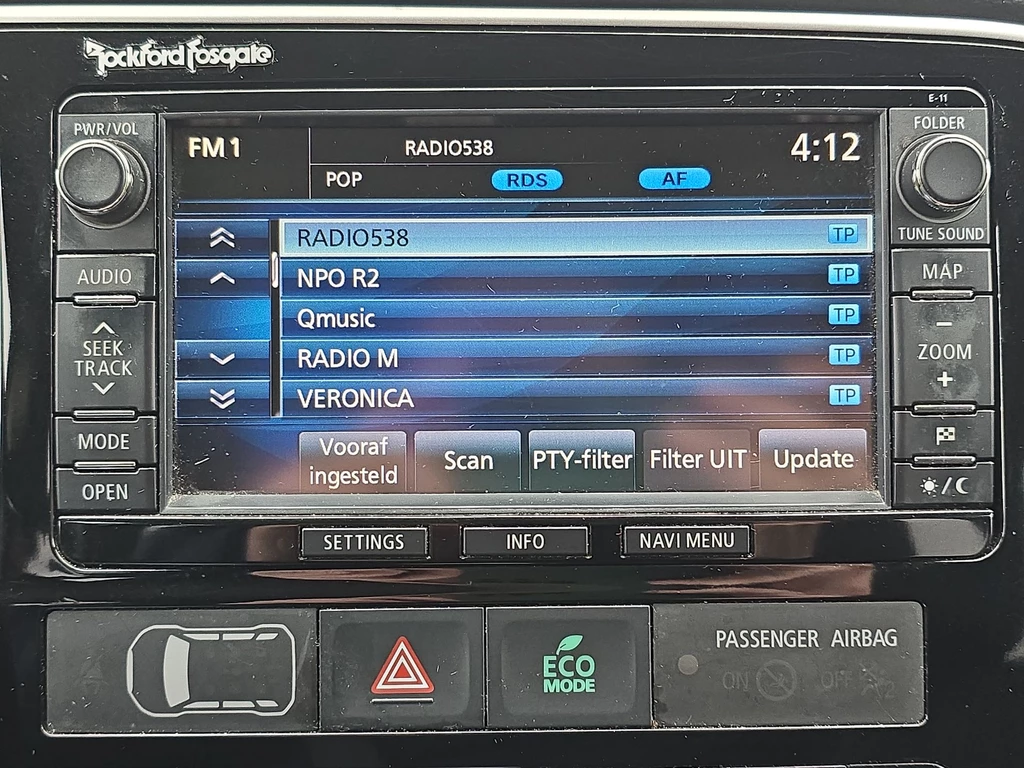 Rockford Fosgate
E-11
PWR/VOL
FOLDER
FM1
RADIO538
4:12
POP
RDS
AF
TUNE SOUND
RADIO538 TP
NPO R2 TP
Qmusic TP
RADIO M TP
VERONICA TP
AUDIO
MAP
SEEK
TRACK
ZOOM
MODE
OPEN
Vooraf
ingesteld
Scan
PTY-filter
Filter UIT
Update
SETTINGS
INFO
NAVI MENU
ECO
MODE
PASSENGER AIRBAG
ON
OFF